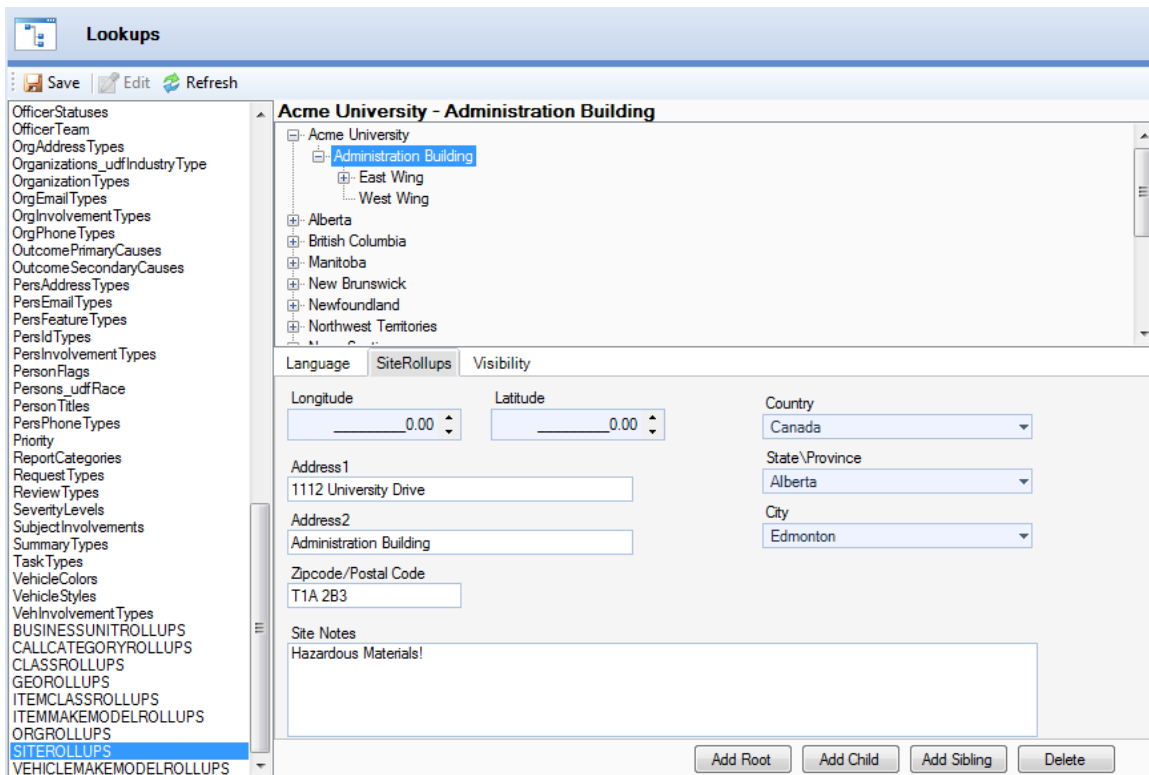 Lookups
Save Edit Refresh
OfficerStatuses
OfficerTeam
OrgAddressTypes
Organizations_udfIndustryType
OrganizationTypes
OrgEmailTypes
OrgInvolvementTypes
OrgPhoneTypes
OutcomePrimaryCauses
OutcomeSecondaryCauses
PersAddressTypes
PersEmailTypes
PersFeatureTypes
PersIdTypes
PersInvolvementTypes
PersonFlags
Persons_udfRace
PersonTitles
PersPhoneTypes
Priority
ReportCategories
RequestTypes
ReviewTypes
SeverityLevels
SubjectInvolvements
SummaryTypes
TaskTypes
VehicleColors
VehicleStyles
VehInvolvementTypes
BUSINESSUNITROLLUPS
CALLCATEGORYROLLUPS
CLASSROLLUPS
GEOROLLUPS
ITEMCLASSROLLUPS
ITEMMAKEMODELROLLUPS
ORGROLLUPS
SITEROLLUPS
VEHICLEMAKEMODELROLLUPS
Acme University - Administration Building
Acme University
Administration Building
East Wing
West Wing
Alberta
British Columbia
Manitoba
New Brunswick
Newfoundland
Northwest Territories
Language SiteRollups Visibility
Longitude Latitude
_________0.00 _________0.00
Country
Canada
State\Province
Alberta
City
Edmonton
Address1
1112 University Drive
Address2
Administration Building
Zipcode/Postal Code
T1A 2B3
Site Notes
Hazardous Materials!
Add Root Add Child Add Sibling Delete